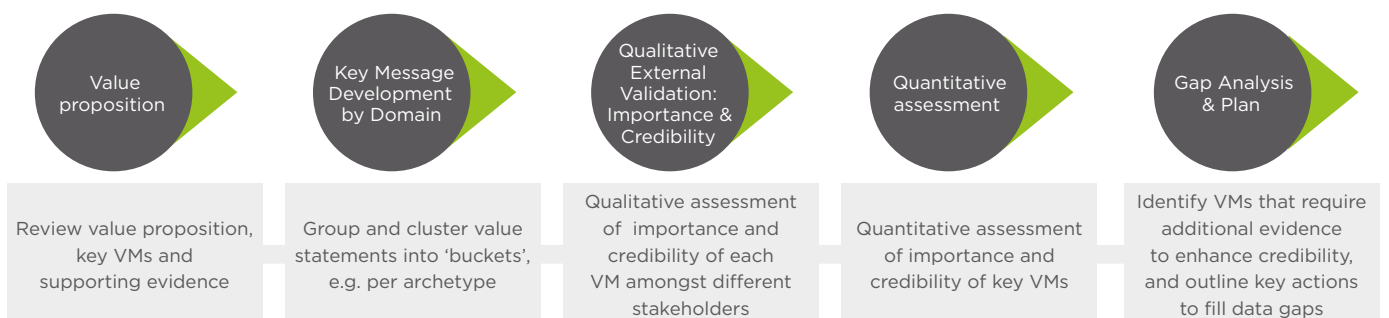 Value
proposition
Key Message
Development
by Domain
Qualitative
External
Validation:
Importance &
Credibility
Quantitative
assessment
Gap Analysis
& Plan
Review value proposition,
key VMs and
supporting evidence
Group and cluster value
statements into ‘buckets’,
e.g. per archetype
Qualitative assessment
of importance and
credibility of each
VM amongst different
stakeholders
Quantitative assessment
of importance and
credibility of key VMs
Identify VMs that require
additional evidence
to enhance credibility,
and outline key actions
to fill data gaps